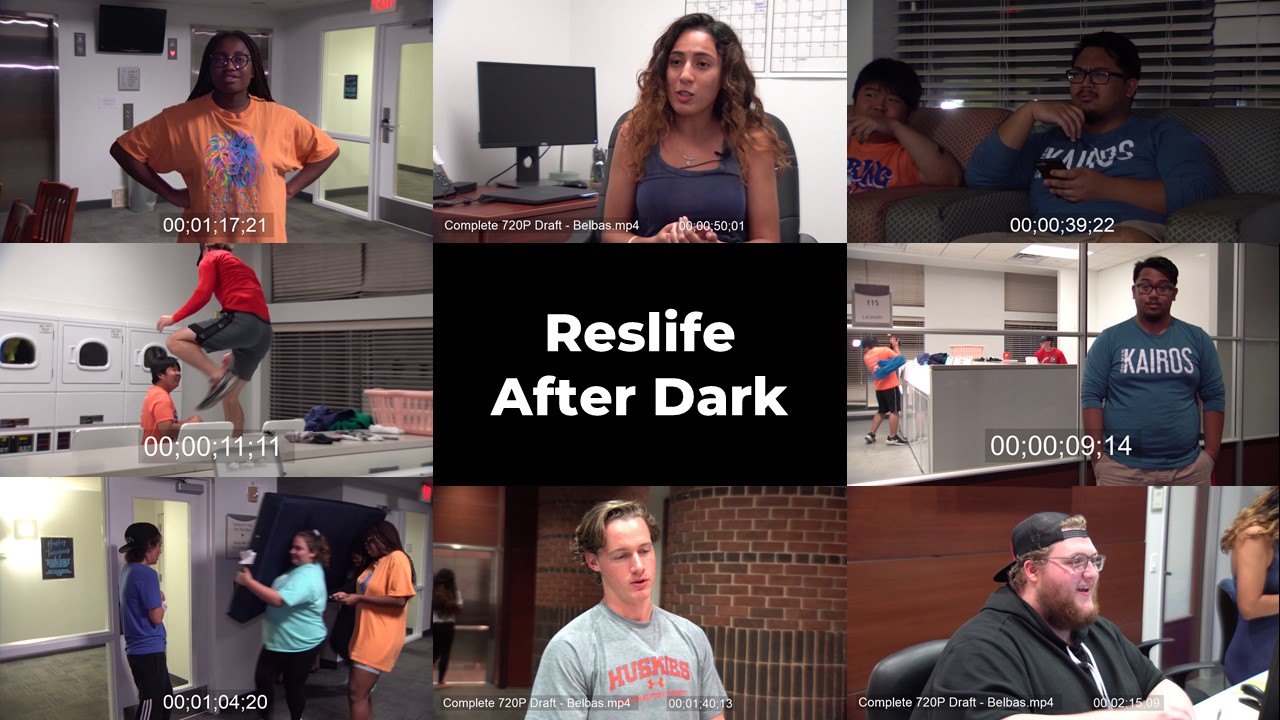 EXIT
00;01;17;21
Complete 720P Draft - Belbas.mp4
00;00;50;01
KAIROS
00;00;39;22
00;00;11;11
Reslife
After Dark
115
LAUNDRY
KAIROS
00;00;09;14
00;01;04;20
HUSKIES
Complete 720P Draft - Belbas.mp4
00;01;40;13
Complete 720P Draft - Belbas.mp4
00;02;15;09